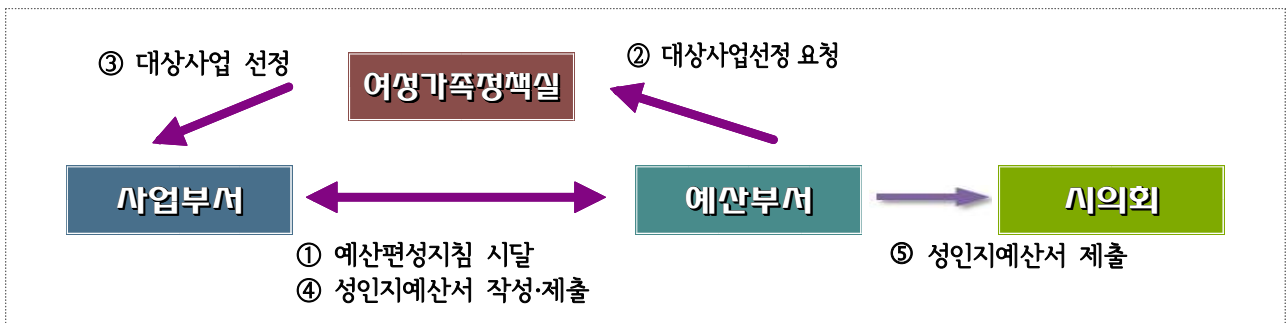 ③ 대상사업 선정
여성가족정책실
② 대상사업선정 요청
사업부서
예산부서
시의회
① 예산편성지침 시달
④ 성인지예산서 작성·제출
⑤ 성인지예산서 제출